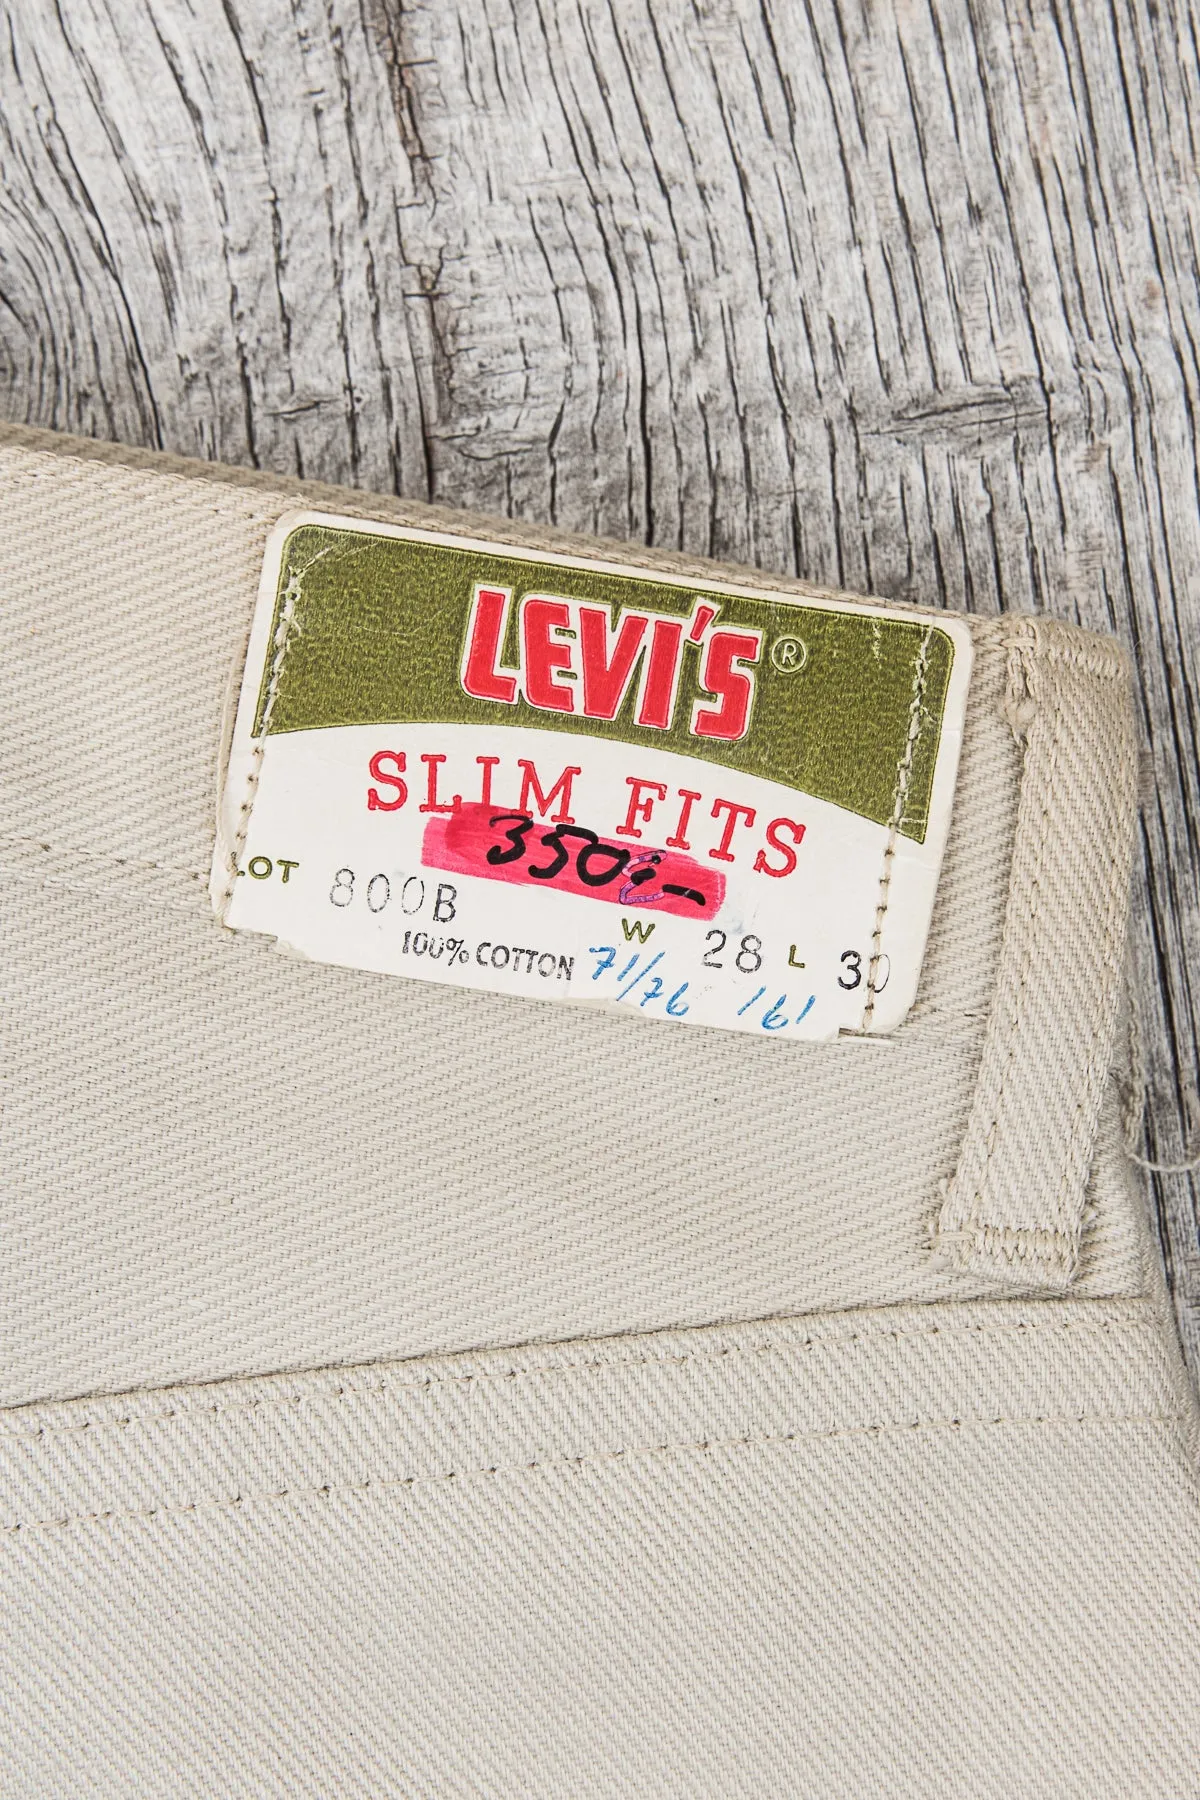 LEVI'S®
SLIM FITS
350:-
LOT 800B
W 28 L 30
100% COTTON
71/76 161